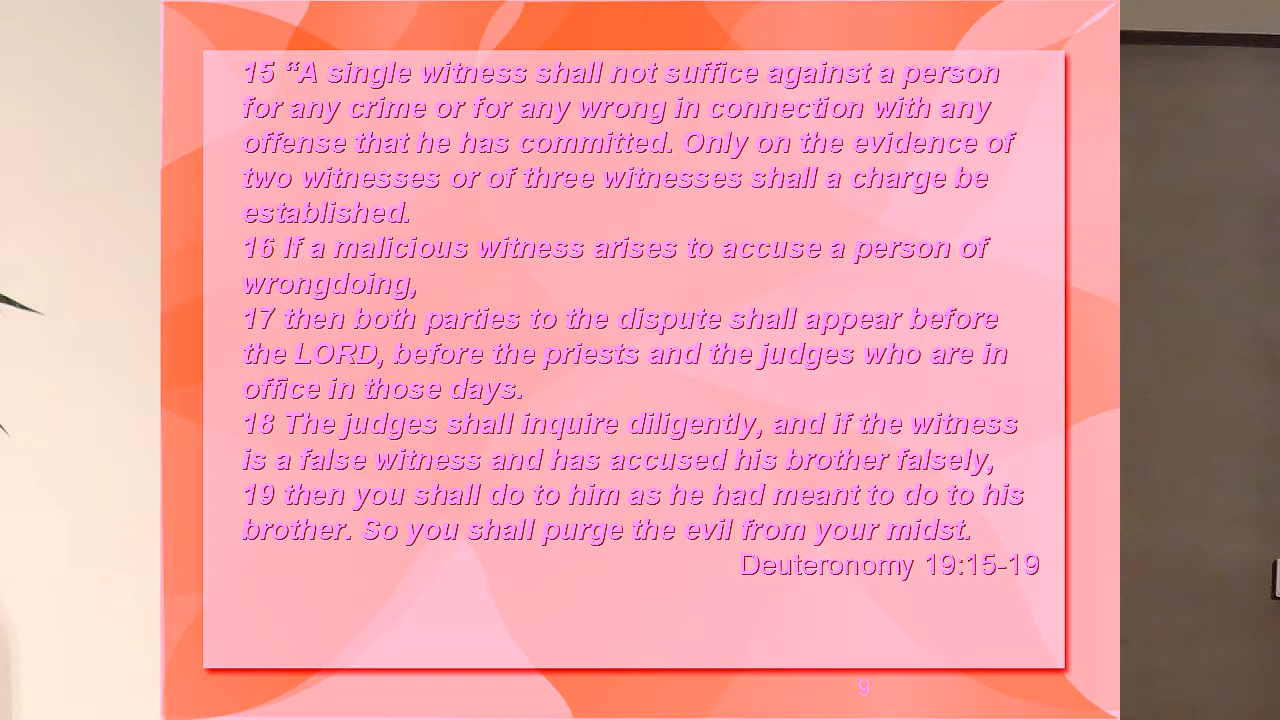 15 “A single witness shall not suffice against a person
for any crime or for any wrong in connection with any
offense that he has committed. Only on the evidence of
two witnesses or of three witnesses shall a charge be
established.
16 If a malicious witness arises to accuse a person of
wrongdoing,
17 then both parties to the dispute shall appear before
the LORD, before the priests and the judges who are in
office in those days.
18 The judges shall inquire diligently, and if the witness
is a false witness and has accused his brother falsely,
19 then you shall do to him as he had meant to do to his
brother. So you shall purge the evil from your midst.
Deuteronomy 19:15-19
9